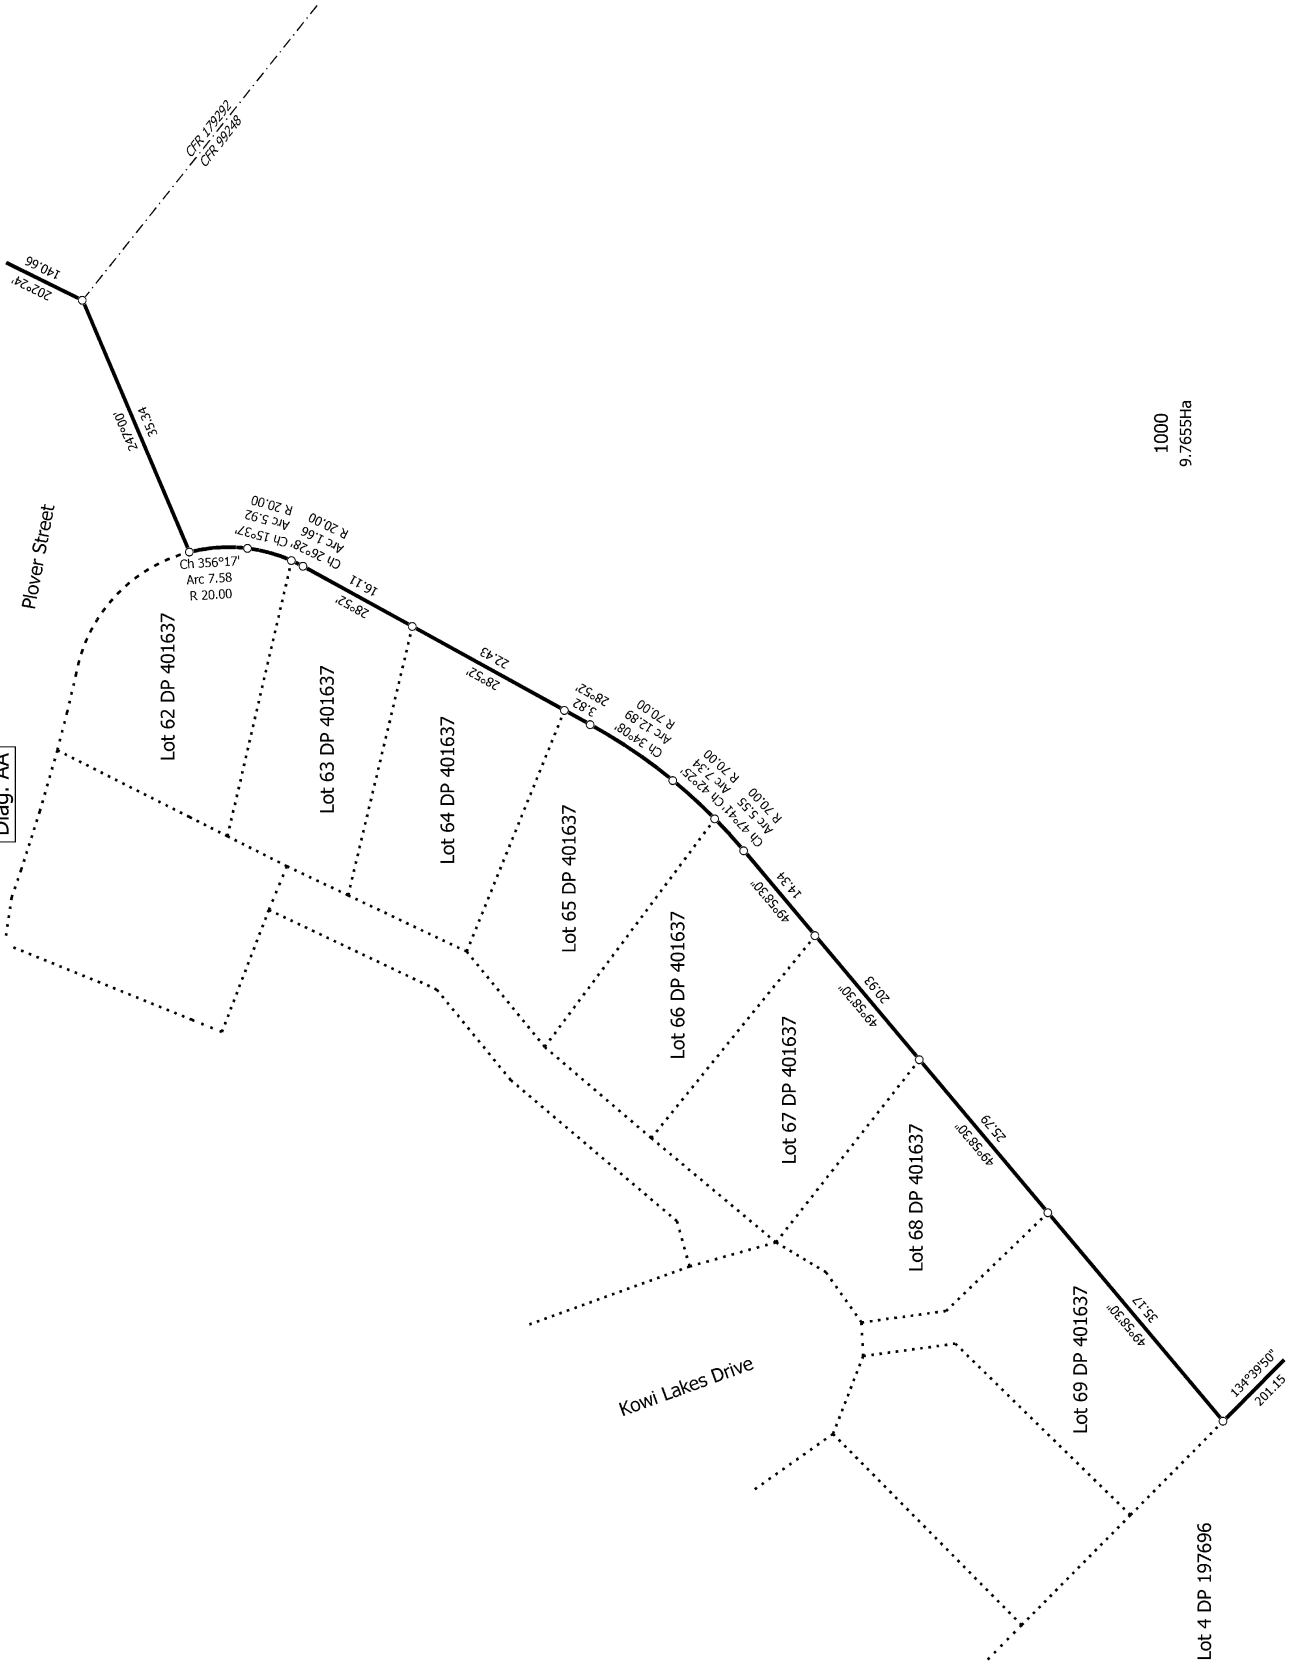 Diag. AA
Plover Street
CFR 179292
CFR 99248
202°24'
140.66
247°00'
35.34
Ch 356°17'
Arc 7.58
R 20.00
Ch 15°37'
Arc 5.92
R 20.00
Ch 26°28'
Arc 1.66
R 20.00
28°52'
16.11
28°52'
22.43
3.82
28°52'
Ch 34°08'
Arc 12.89
R 70.00
Ch 42°25'
Arc 7.34
R 70.00
Ch 47°41'
Arc 5.55
R 70.00
49°58'30"
14.34
49°58'30"
20.93
49°58'30"
25.79
49°58'30"
35.17
134°39'50"
201.15
Lot 62 DP 401637
Lot 63 DP 401637
Lot 64 DP 401637
Lot 65 DP 401637
Lot 66 DP 401637
Lot 67 DP 401637
Lot 68 DP 401637
Lot 69 DP 401637
Kowi Lakes Drive
Lot 4 DP 197696
1000
9.7655Ha